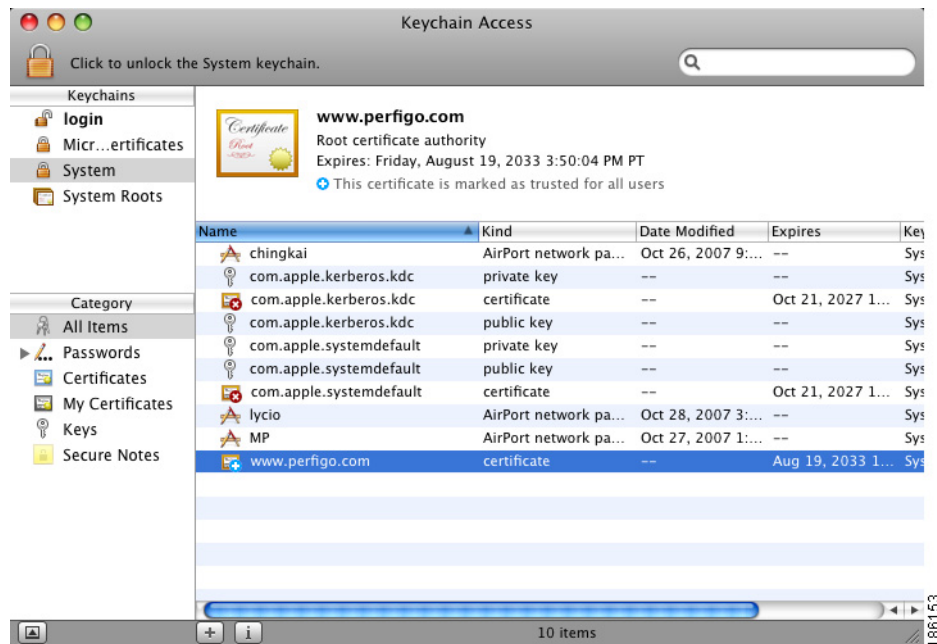 Keychain Access
Click to unlock the System keychain.
Keychains
login
Micr...ertificates
System
System Roots
Certificate
Root
www.perfigo.com
Root certificate authority
Expires: Friday, August 19, 2033 3:50:04 PM PT
This certificate is marked as trusted for all users
Name Kind Date Modified Expires Key
chingkai AirPort network pa... Oct 26, 2007 9:... -- Sys
com.apple.kerberos.kdc private key -- -- Sys
com.apple.kerberos.kdc certificate -- Oct 21, 2027 1... Sys
com.apple.kerberos.kdc public key -- -- Sys
com.apple.systemdefault private key -- -- Sys
com.apple.systemdefault public key -- -- Sys
com.apple.systemdefault certificate -- Oct 21, 2027 1... Sys
lycio AirPort network pa... Oct 28, 2007 3:... -- Sys
MP AirPort network pa... Oct 27, 2007 1:... -- Sys
www.perfigo.com certificate -- Aug 19, 2033 1... Sys
Category
All Items
Passwords
Certificates
My Certificates
Keys
Secure Notes
10 items
186153